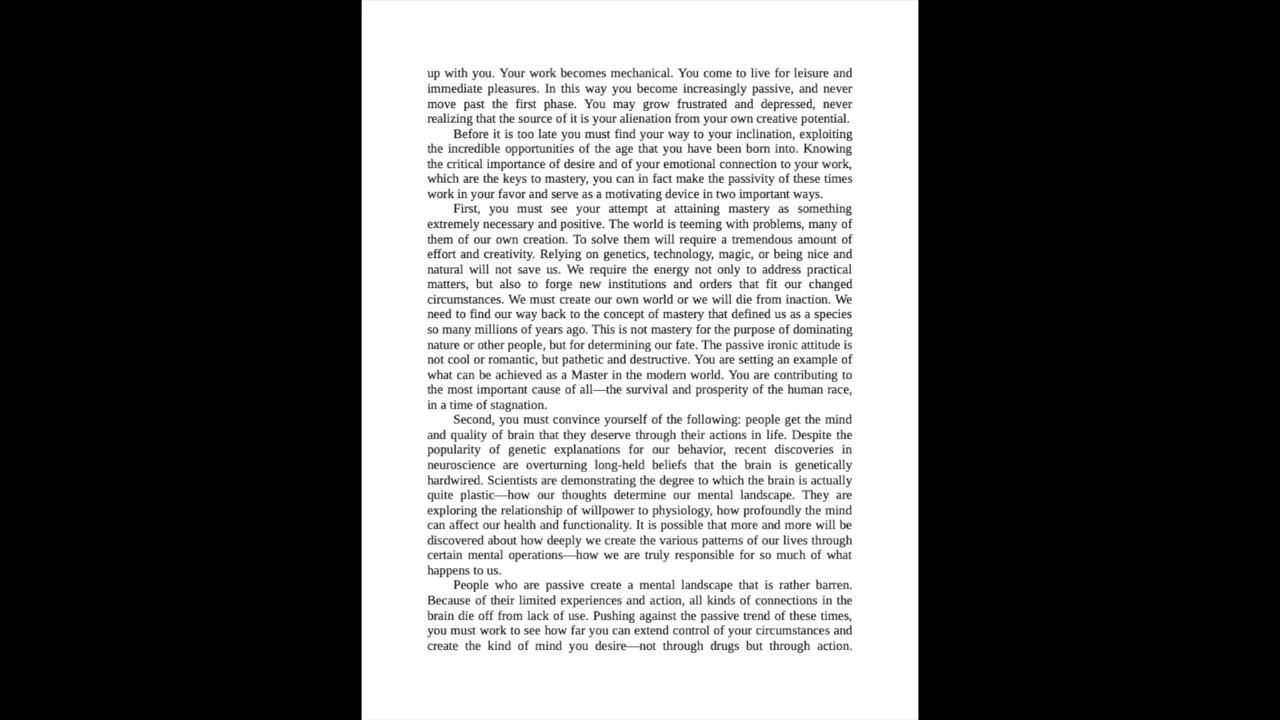 up with you. Your work becomes mechanical. You come to live for leisure and
immediate pleasures. In this way you become increasingly passive, and never
move past the first phase. You may grow frustrated and depressed, never
realizing that the source of it is your alienation from your own creative potential.
Before it is too late you must find your way to your inclination, exploiting
the incredible opportunities of the age that you have been born into. Knowing
the critical importance of desire and of your emotional connection to your work,
which are the keys to mastery, you can in fact make the passivity of these times
work in your favor and serve as a motivating device in two important ways.
First, you must see your attempt at attaining mastery as something
extremely necessary and positive. The world is teeming with problems, many of
them of our own creation. To solve them will require a tremendous amount of
effort and creativity. Relying on genetics, technology, magic, or being nice and
natural will not save us. We require the energy not only to address practical
matters, but also to forge new institutions and orders that fit our changed
circumstances. We must create our own world or we will die from inaction. We
need to find our way back to the concept of mastery that defined us as a species
so many millions of years ago. This is not mastery for the purpose of dominating
nature or other people, but for determining our fate. The passive ironic attitude is
not cool or romantic, but pathetic and destructive. You are setting an example of
what can be achieved as a Master in the modern world. You are contributing to
the most important cause of all—the survival and prosperity of the human race,
in a time of stagnation.
Second, you must convince yourself of the following: people get the mind
and quality of brain that they deserve through their actions in life. Despite the
popularity of genetic explanations for our behavior, recent discoveries in
neuroscience are overturning long-held beliefs that the brain is genetically
hardwired. Scientists are demonstrating the degree to which the brain is actually
quite plastic—how our thoughts determine our mental landscape. They are
exploring the relationship of willpower to physiology, how profoundly the mind
can affect our health and functionality. It is possible that more and more will be
discovered about how deeply we create the various patterns of our lives through
certain mental operations—how we are truly responsible for so much of what
happens to us.
People who are passive create a mental landscape that is rather barren.
Because of their limited experiences and action, all kinds of connections in the
brain die off from lack of use. Pushing against the passive trend of these times,
you must work to see how far you can extend control of your circumstances and
create the kind of mind you desire—not through drugs but through action.